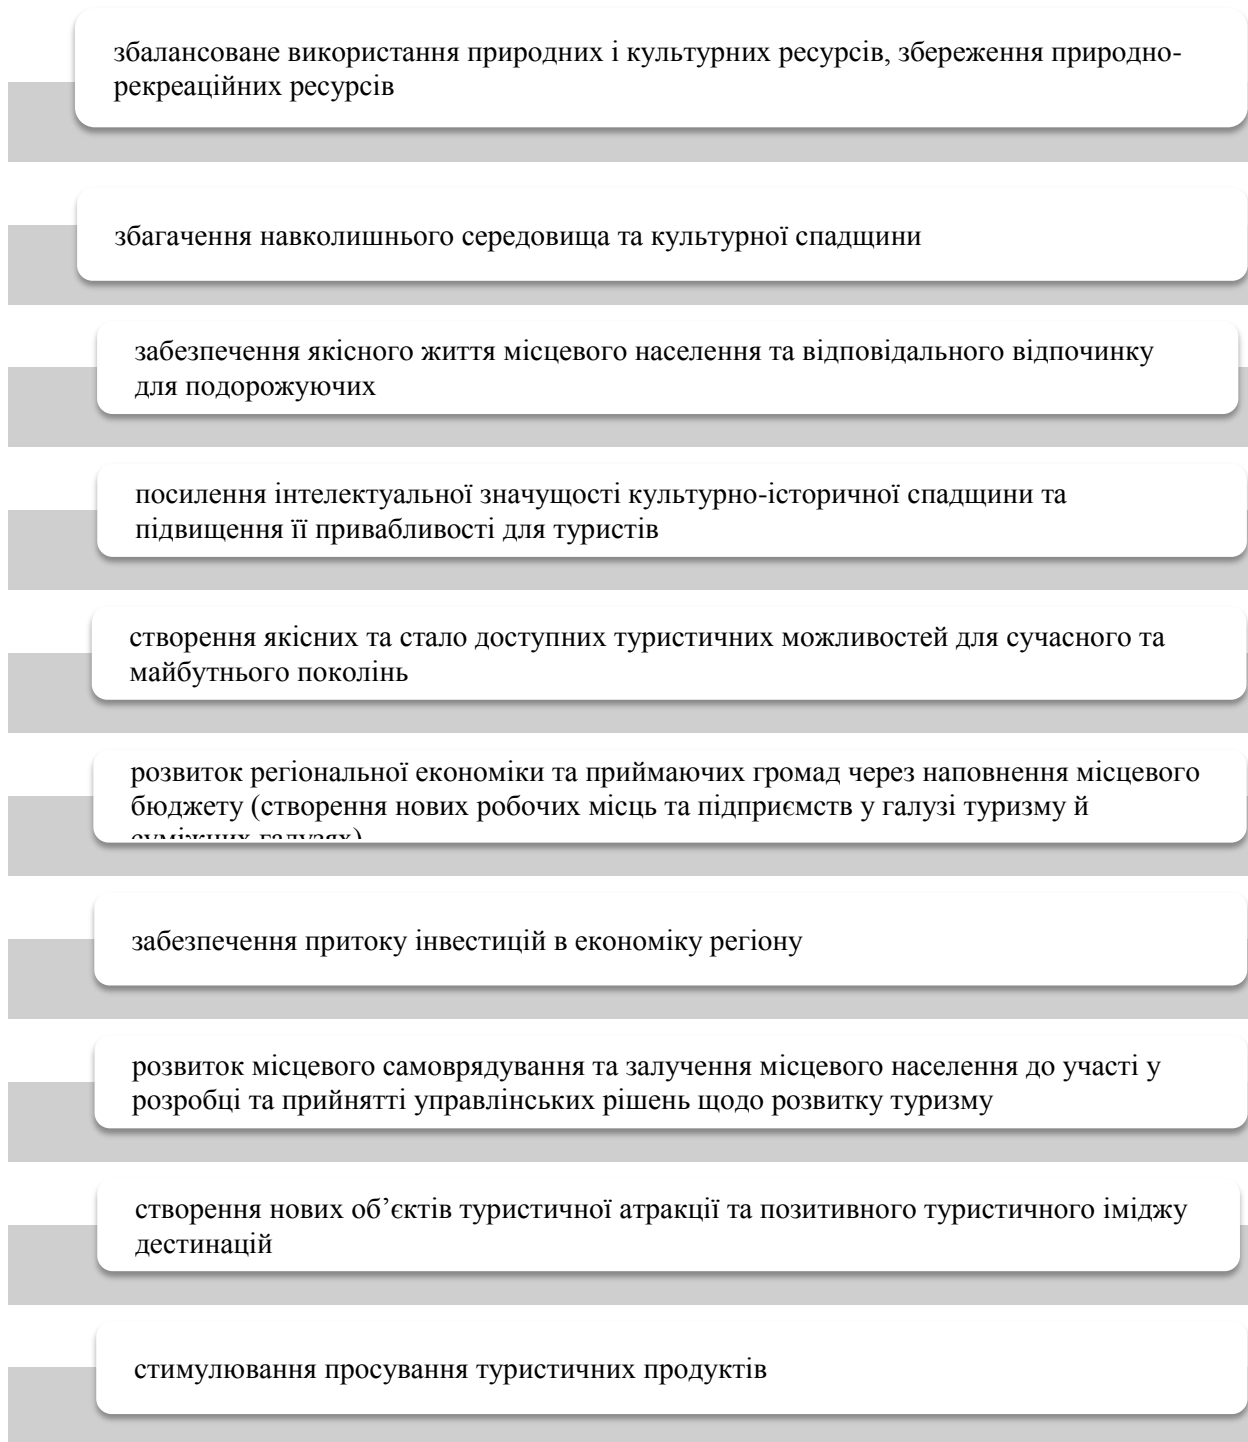 збалансоване використання природних і культурних ресурсів, збереження природно-
рекреаційних ресурсів
збагачення навколишнього середовища та культурної спадщини
забезпечення якісного життя місцевого населення та відповідального відпочинку
для подорожуючих
посилення інтелектуальної значущості культурно-історичної спадщини та
підвищення її привабливості для туристів
створення якісних та стало доступних туристичних можливостей для сучасного та
майбутнього поколінь
розвиток регіональної економіки та приймаючих громад через наповнення місцевого
бюджету (створення нових робочих місць та підприємств у галузі туризму й
суміжних галузях)
забезпечення притоку інвестицій в економіку регіону
розвиток місцевого самоврядування та залучення місцевого населення до участі у
розробці та прийнятті управлінських рішень щодо розвитку туризму
створення нових об’єктів туристичної атракції та позитивного туристичного іміджу
дестинацій
стимулювання просування туристичних продуктів